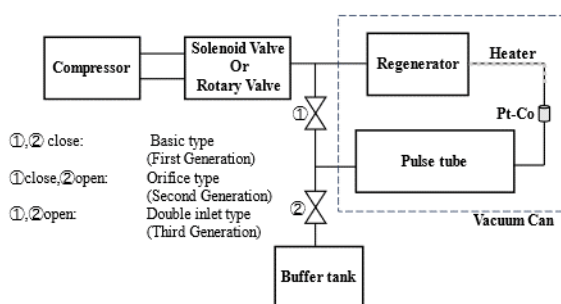 Compressor
Solenoid Valve
Or
Rotary Valve
Regenerator
Heater
①
Pt-Co
Pulse tube
①,② close: Basic type
(First Generation)
①close,②open: Orifice type
(Second Generation)
①,②open: Double inlet type
(Third Generation)
②
Vacuum Can
Buffer tank